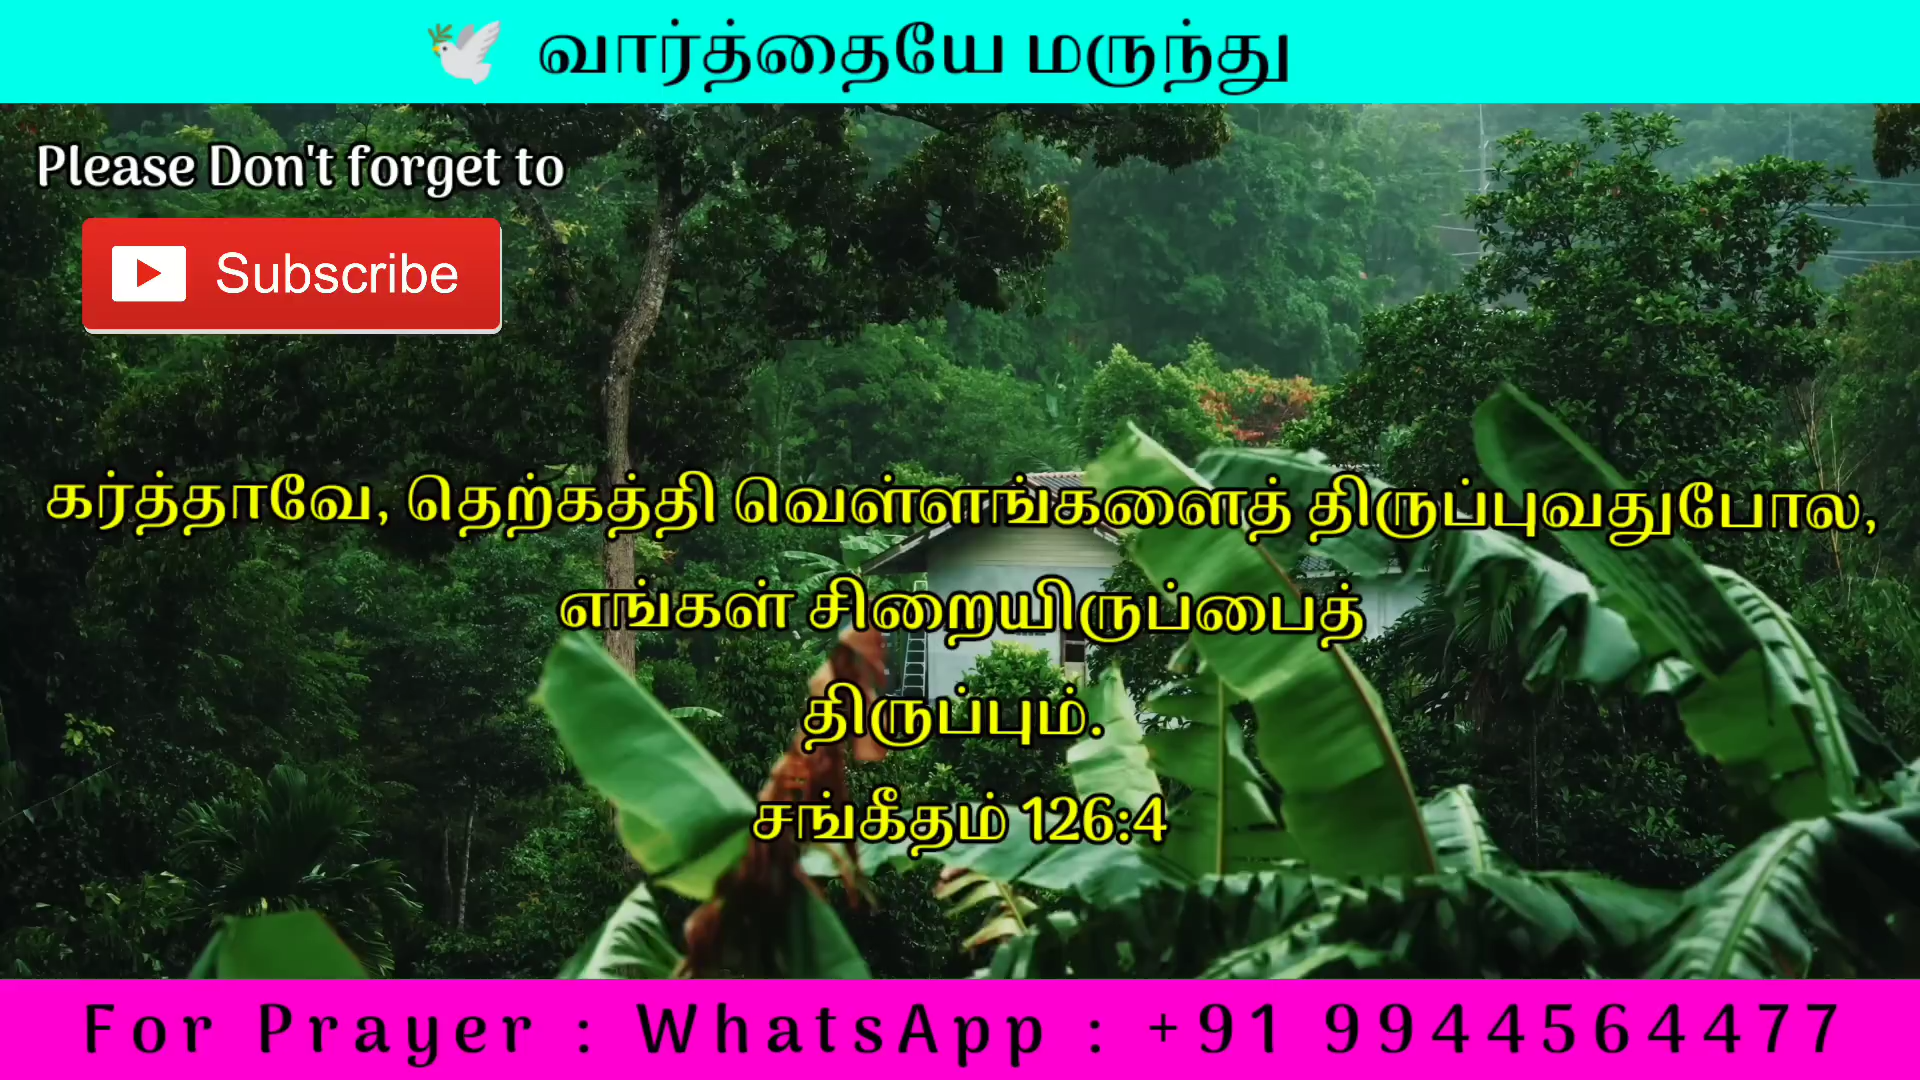 🕊️ வார்த்தையே மருந்து
Please Don't forget to
Subscribe
கர்த்தாவே, தெற்கத்தி வெள்ளங்களைத் திருப்புவதுபோல,
எங்கள் சிறையிருப்பைத்
திருப்பும்.
சங்கீதம் 126:4
For Prayer : WhatsApp : +91 9944564477